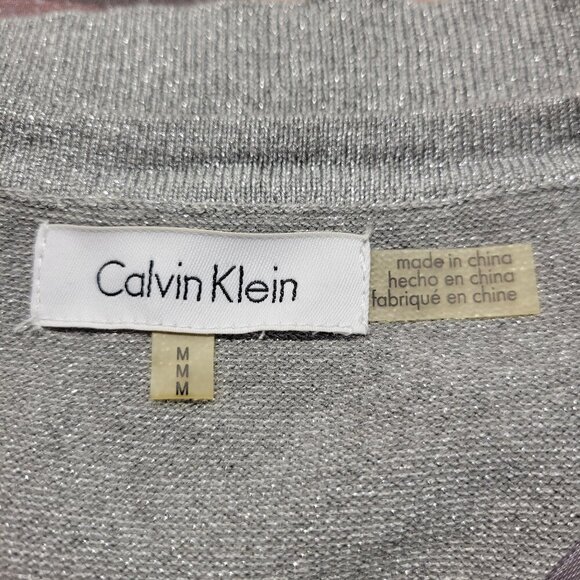 Calvin Klein
made in china
hecho en china
fabriqué en chine
M
M
M